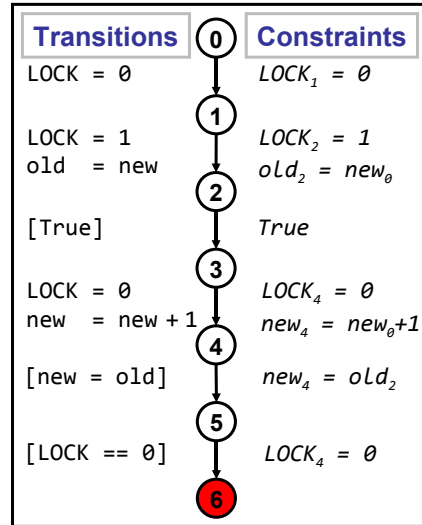 Transitions 0 Constraints
LOCK = 0 LOCK₁ = 0
1
LOCK = 1 LOCK₂ = 1
old = new old₂ = new₀
2
[True] True
3
LOCK = 0 LOCK₄ = 0
new = new + 1 new₄ = new₀+1
4
[new = old] new₄ = old₂
5
[LOCK == 0] LOCK₄ = 0
6